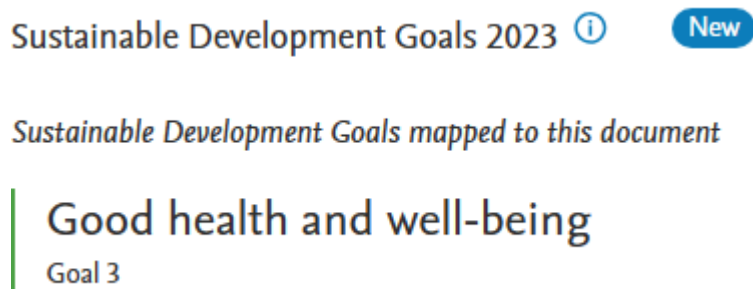 Sustainable Development Goals 2023 New
Sustainable Development Goals mapped to this document
Good health and well-being
Goal 3